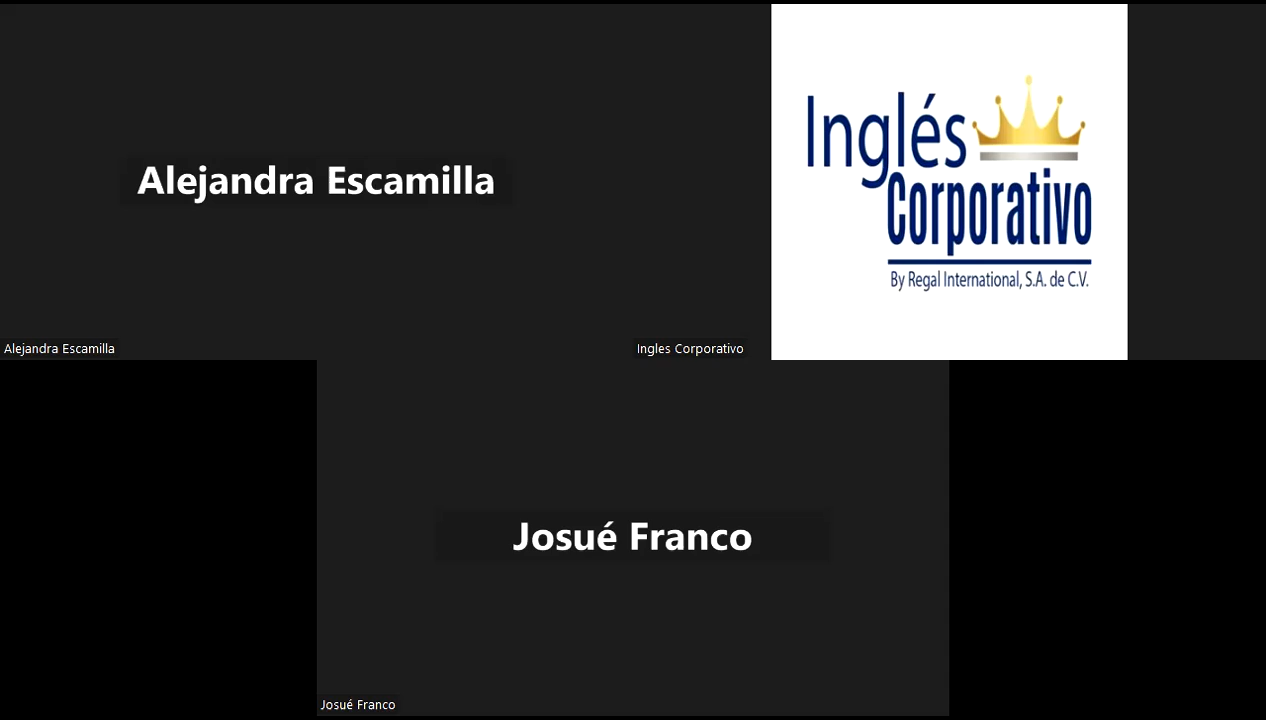 Alejandra Escamilla
Alejandra Escamilla
Inglés
Corporativo
By Regal International, S.A. de C.V.
Ingles Corporativo
Josué Franco
Josué Franco